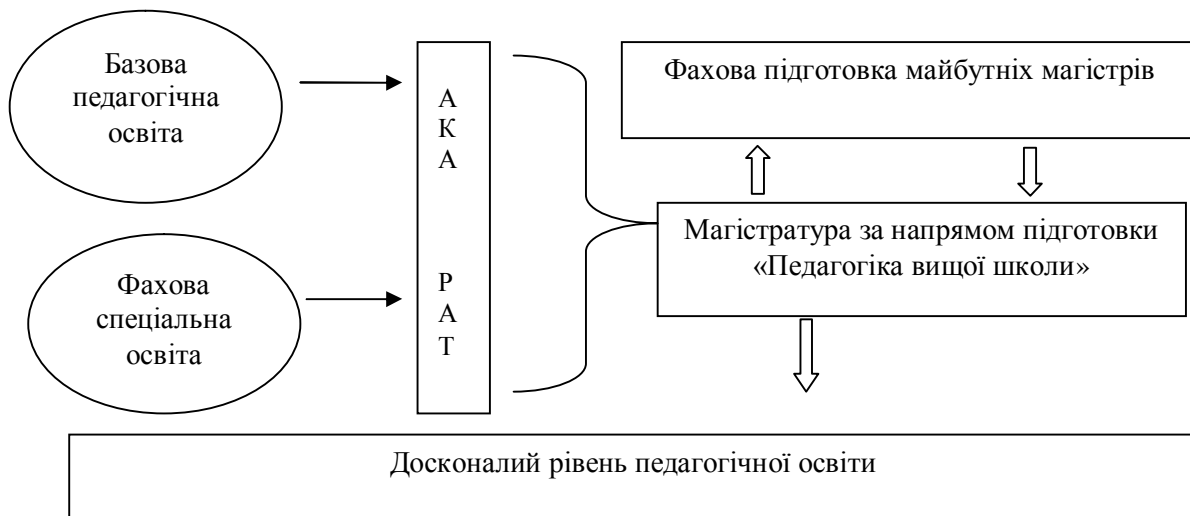 Базова
педагогічна
освіта
Фахова
спеціальна
освіта
А
К
А
Р
А
Т
Фахова підготовка майбутніх магістрів
Магістратура за напрямом підготовки
«Педагогіка вищої школи»
Досконалий рівень педагогічної освіти